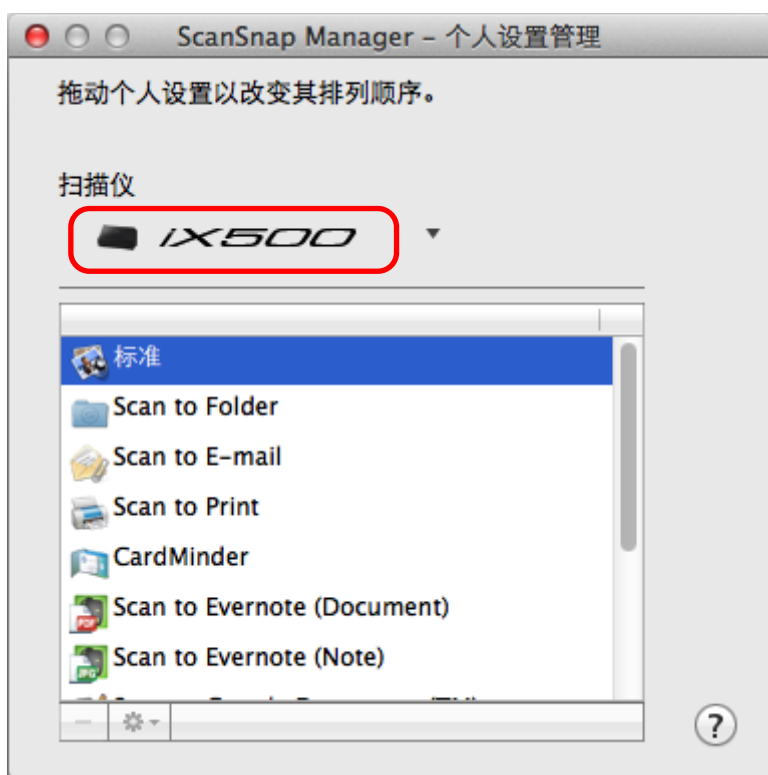 ScanSnap Manager – 个人设置管理
拖动个人设置以改变其排列顺序。
扫描仪
iX500
标准
Scan to Folder
Scan to E-mail
Scan to Print
CardMinder
Scan to Evernote (Document)
PDF
Scan to Evernote (Note)
JPG
?